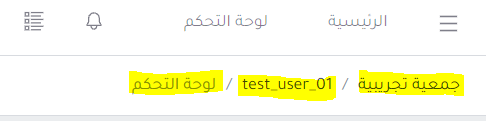 الرئيسية لوحة التحكم
جمعية تجريبية / test_user_01 / لوحة التحكم